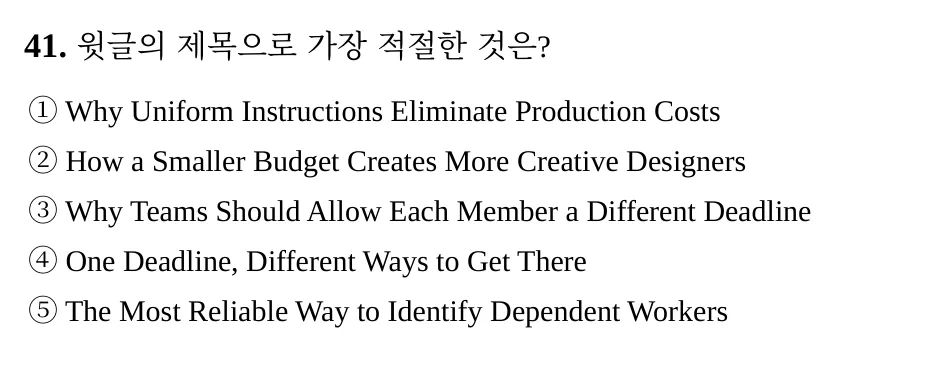 41. 윗글의 제목으로 가장 적절한 것은?
① Why Uniform Instructions Eliminate Production Costs
② How a Smaller Budget Creates More Creative Designers
③ Why Teams Should Allow Each Member a Different Deadline
④ One Deadline, Different Ways to Get There
⑤ The Most Reliable Way to Identify Dependent Workers